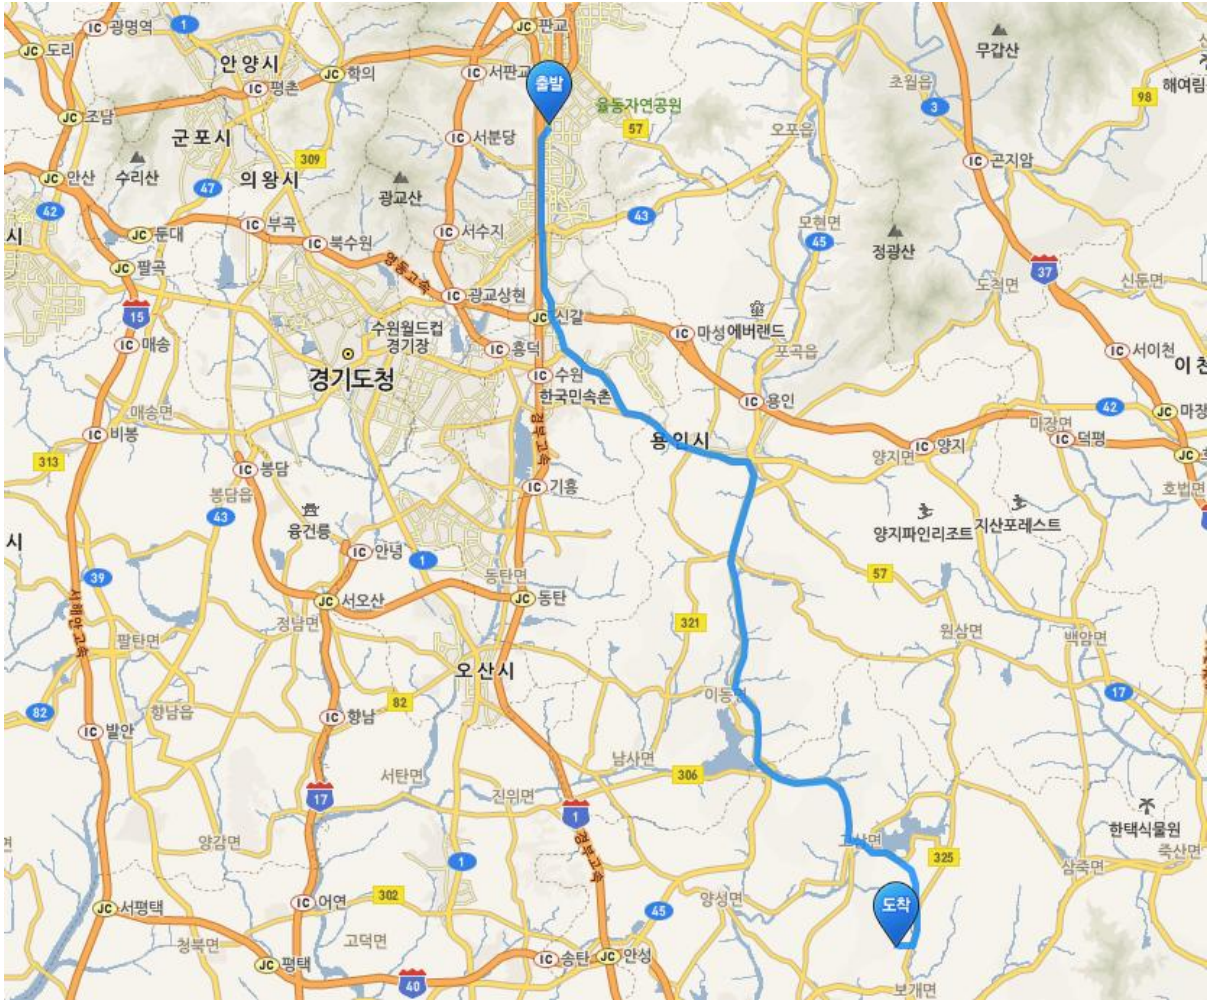 IC 광명역
1
JC 판교
JC 도리
안양시
JC 학의
IC 서판교
출발
무갑산
초월읍
해여림
IC 평촌
율동자연공원
98
3
JC 조남
군포시
IC 서분당
57
오포읍
309
IC 곤지암
수리산
의왕시
광교산
JC 안산
47
42
43
모현면
시
JC 둔대
IC 부곡
IC 북수원
IC 서수지
45
정광산
JC 팔곡
영동고속
37
신둔면
도척면
IC 광교상현
15
수원월드컵
경기장
JC 신갈
IC 마성
에버랜드
IC 매송
IC 흥덕
포곡읍
IC 서이천
이천
경기도청
IC 수원
한국민속촌
IC 용인
42
JC 마장
매송면
마장면
IC 비봉
경부고속
용인시
IC 양지
IC 덕평
양지면
313
IC 봉담
IC 기흥
호법면
봉담읍
43
융건릉
양지파인리조트
지산포레스트
시
IC 안녕
1
39
동탄면
57
서해안고속
JC 서오산
JC 동탄
정남면
321
원삼면
팔탄면
백암면
오산시
82
향남읍
82
이동면
17
IC 발안
IC 향남
남사면
서탄면
306
진위면
17
1
한택식물원
양감면
경부고속
고삼면
죽산면
1
325
삼죽면
302
양성면
도착
JC 서평택
IC 어연
45
청북면
고덕면
JC 평택
IC 송탄
JC 안성
40
보개면